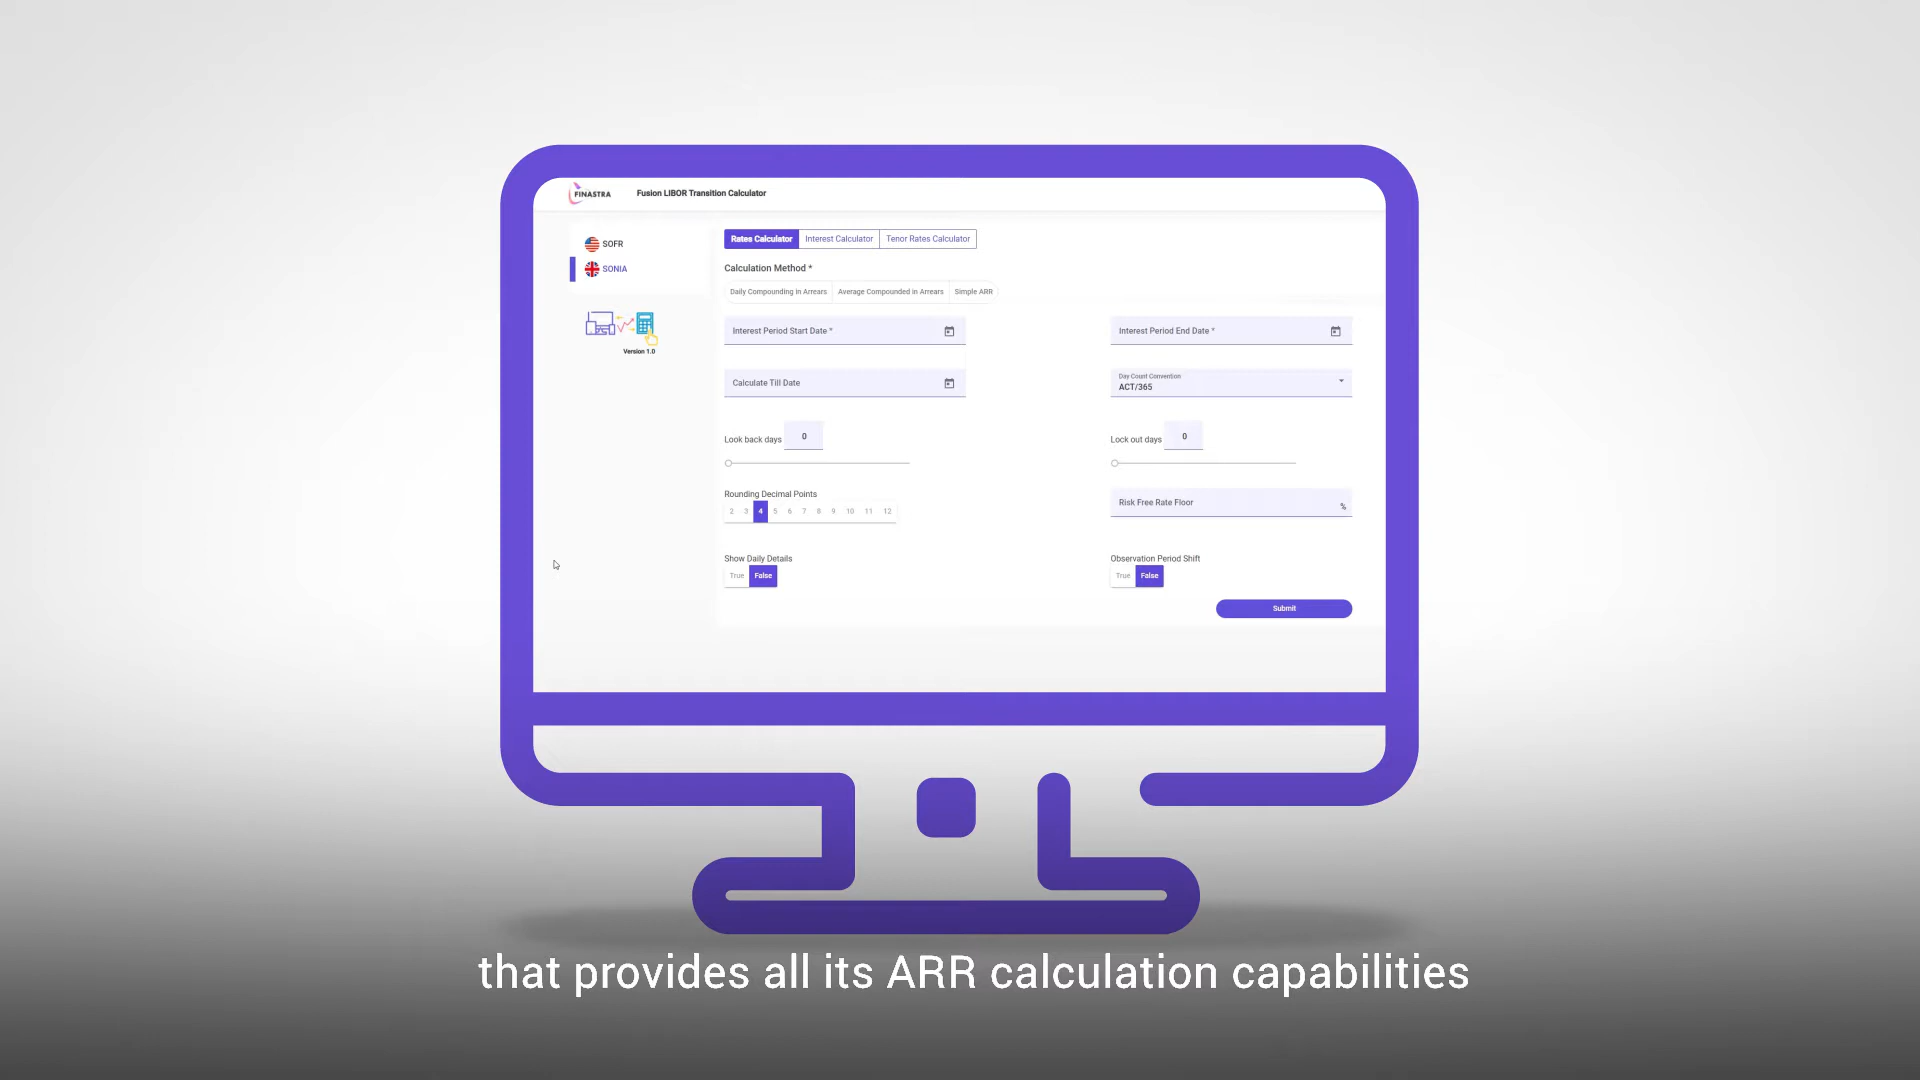 FINASTRA
Fusion LIBOR Transition Calculator
SOFR
SONIA
Version 1.0
Rates Calculator Interest Calculator Tenor Rates Calculator
Calculation Method *
Daily Compounding in Arrears Average Compounded in Arrears Simple ARR
Interest Period Start Date *
Interest Period End Date *
Calculate Till Date
Day Count Convention
ACT/365
Look back days 0
Lock out days 0
Rounding Decimal Points
2 3 4 5 6 7 8 9 10 11 12
Risk Free Rate Floor %
Show Daily Details
True False
Observation Period Shift
True False
Submit
that provides all its ARR calculation capabilities